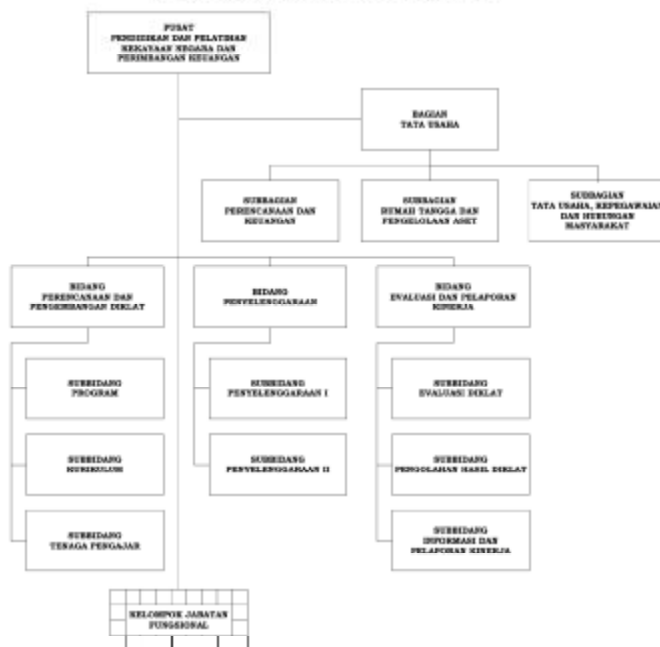 PUSAT
PENDIDIKAN DAN PELATIHAN
KEKAYAAN NEGARA DAN
PERIMBANGAN KEUANGAN
BAGIAN
TATA USAHA
SUBBAGIAN
PERENCANAAN DAN
KEUANGAN
SUBBAGIAN
RUMAH TANGGA DAN
PENGELOLAAN ASET
SUBBAGIAN
TATA USAHA, KEPEGAWAIAN
DAN HUBUNGAN
MASYARAKAT
BIDANG
PERENCANAAN DAN
PENGEMBANGAN DIKLAT
BIDANG
PENYELENGGARAAN
BIDANG
EVALUASI DAN PELAPORAN
KINERJA
SUBBIDANG
PROGRAM
SUBBIDANG
PENYELENGGARAAN I
SUBBIDANG
EVALUASI DIKLAT
SUBBIDANG
KURIKULUM
SUBBIDANG
PENYELENGGARAAN II
SUBBIDANG
PENGOLAHAN HASIL DIKLAT
SUBBIDANG
TENAGA PENGAJAR
SUBBIDANG
INFORMASI DAN
PELAPORAN KINERJA
KELOMPOK JABATAN
FUNGSIONAL